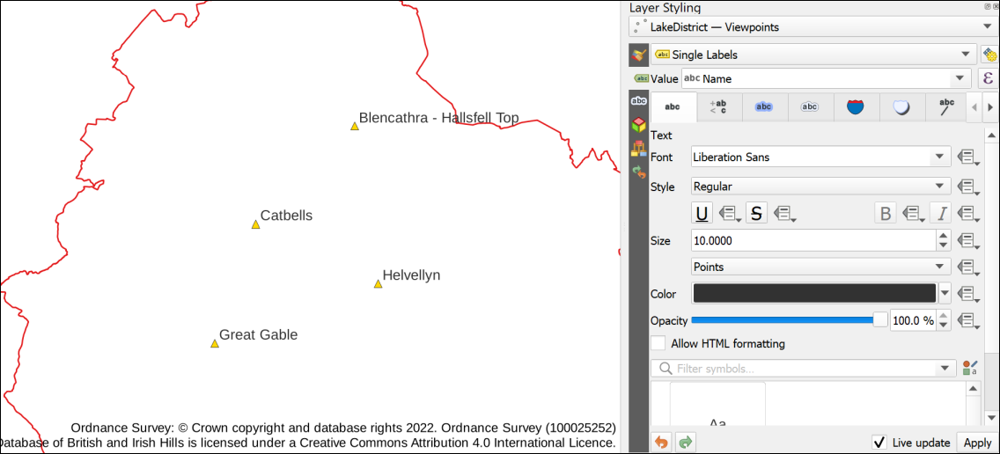 Blencathra - Hallsfell Top
Catbells
Helvellyn
Great Gable
Ordnance Survey: © Crown copyright and database rights 2022. Ordnance Survey (100025252)
Database of British and Irish Hills is licensed under a Creative Commons Attribution 4.0 International Licence.
Layer Styling
LakeDistrict — Viewpoints
abc Single Labels
abc Value abc Name ε
abc abc +ab < c abc abc abc
Text
Font Liberation Sans
Style Regular
U S B I
Size 10.0000
Points
Color
Opacity 100.0 %
Allow HTML formatting
Filter symbols... a
Aa
Live update Apply